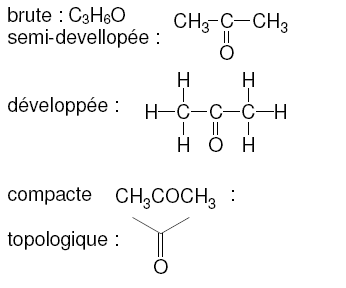 brute : C₃H₆O
semi-devellopée : CH₃-C-CH₃
O
H H
développée : H-C-C-C-H
H O H
compacte CH₃COCH₃ :
topologique :
O